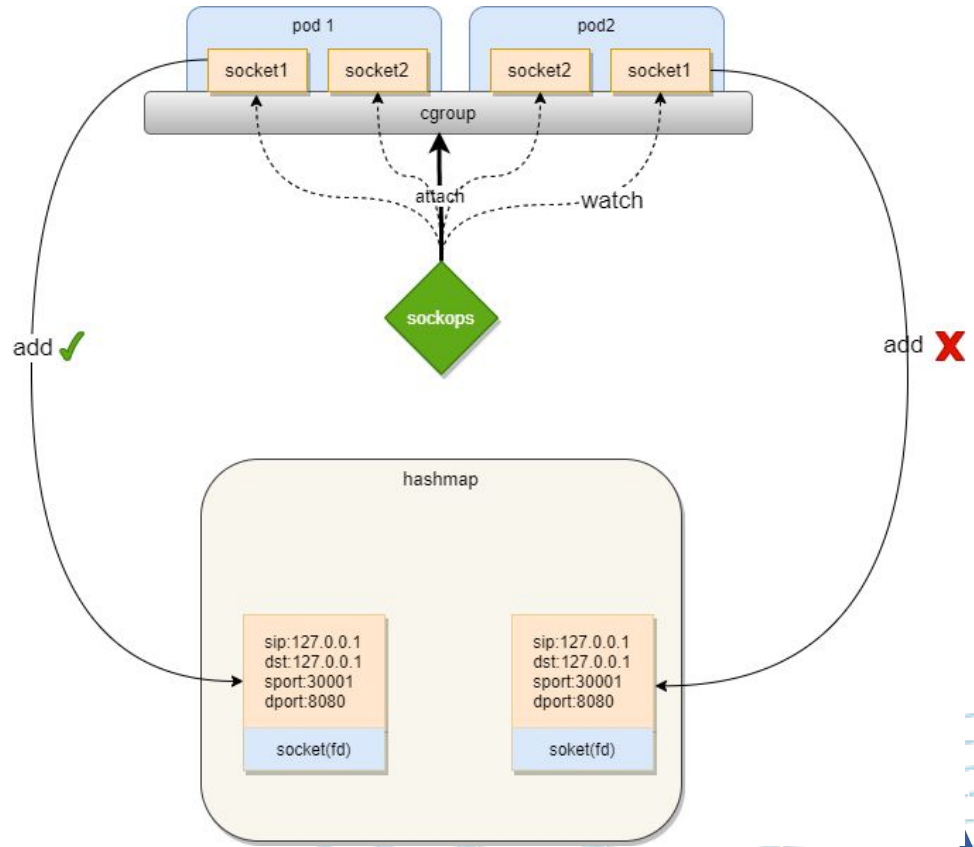 pod 1
pod2
socket1
socket2
socket2
socket1
cgroup
attach
watch
sockops
add
add
hashmap
sip:127.0.0.1
dst:127.0.0.1
sport:30001
dport:8080
socket(fd)
sip:127.0.0.1
dst:127.0.0.1
sport:30001
dport:8080
soket(fd)